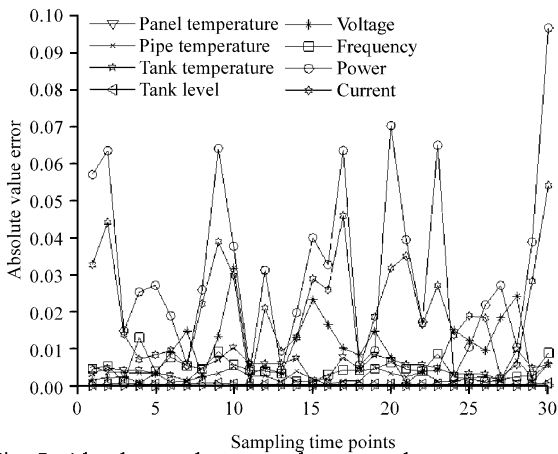 0.10
0.09
0.08
0.07
0.06
0.05
0.04
0.03
0.02
0.01
0.00
Absolute value error
Panel temperature
Pipe temperature
Tank temperature
Tank level
Voltage
Frequency
Power
Current
0 5 10 15 20 25 30
Sampling time points